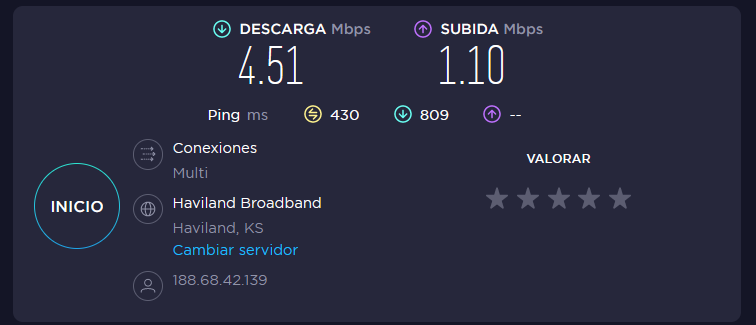 DESCARGA Mbps SUBIDA Mbps
4.51 1.10
Ping ms 430 809 --
Conexiones
Multi
VALORAR
INICIO
Haviland Broadband
Haviland, KS
Cambiar servidor
188.68.42.139